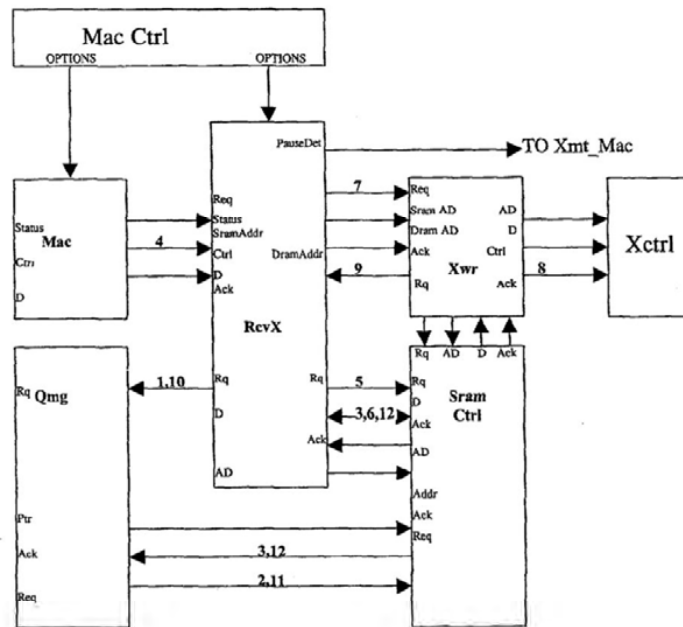 Mac Ctrl
OPTIONS OPTIONS
PauseDet
TO Xmt_Mac
7
Req
Req
Status
Status
SramAddr
Sram AD
AD
Mac
4
Dram AD
D
Xctrl
Ctrl
Ctrl
DramAddr
Ack
Ctrl
D
D
9
Xwr
8
Ack
Rq
Ack
RcvX
Rq AD D Ack
Rq
Qmg
1,10
Rq
Rq
5
Rq
Sram
Ctrl
D
D
3,6,12
Ack
Ack
AD
AD
Addr
Ptr
Ack
Req
Ack
3,12
2,11
Req